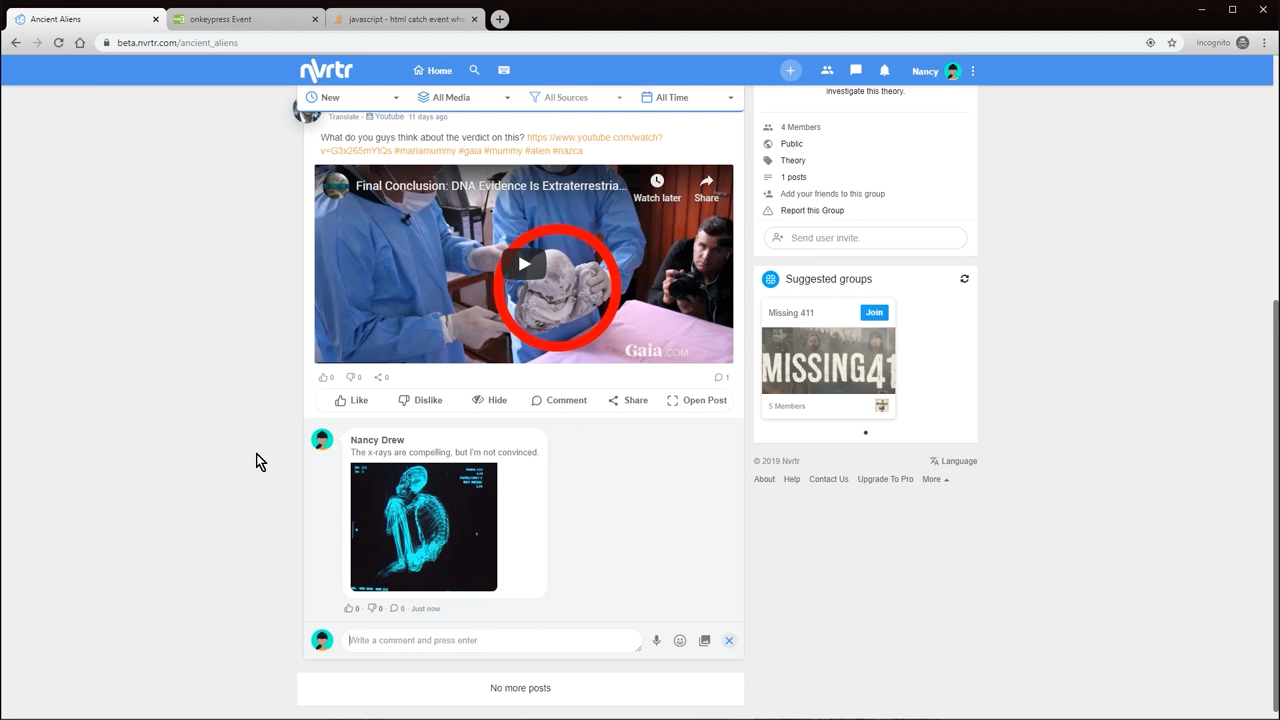 Ancient Aliens
onkeypress Event
javascript - html catch event whe
beta.nvrtr.com/ancient_aliens
Incognito
nvrtr
Home
Nancy
New
All Media
All Sources
All Time
investigate this theory.
Translate - Youtube 11 days ago
What do you guys think about the verdict on this? https://www.youtube.com/watch?
v=G3x265mYtQs #mariamummy #gaia #mummy #alien #nazca
Final Conclusion: DNA Evidence Is Extraterrestria...
Watch later
Share
Gaia.COM
0 0 0 1
Like
Dislike
Hide
Comment
Share
Open Post
Nancy Drew
The x-rays are compelling, but I'm not convinced.
0 · 0 · 0 · Just now
Write a comment and press enter
No more posts
4 Members
Public
Theory
1 posts
Add your friends to this group
Report this Group
Send user invite.
Suggested groups
Missing 411
Join
MISSING41
5 Members
© 2019 Nvrtr
Language
About Help Contact Us Upgrade To Pro More